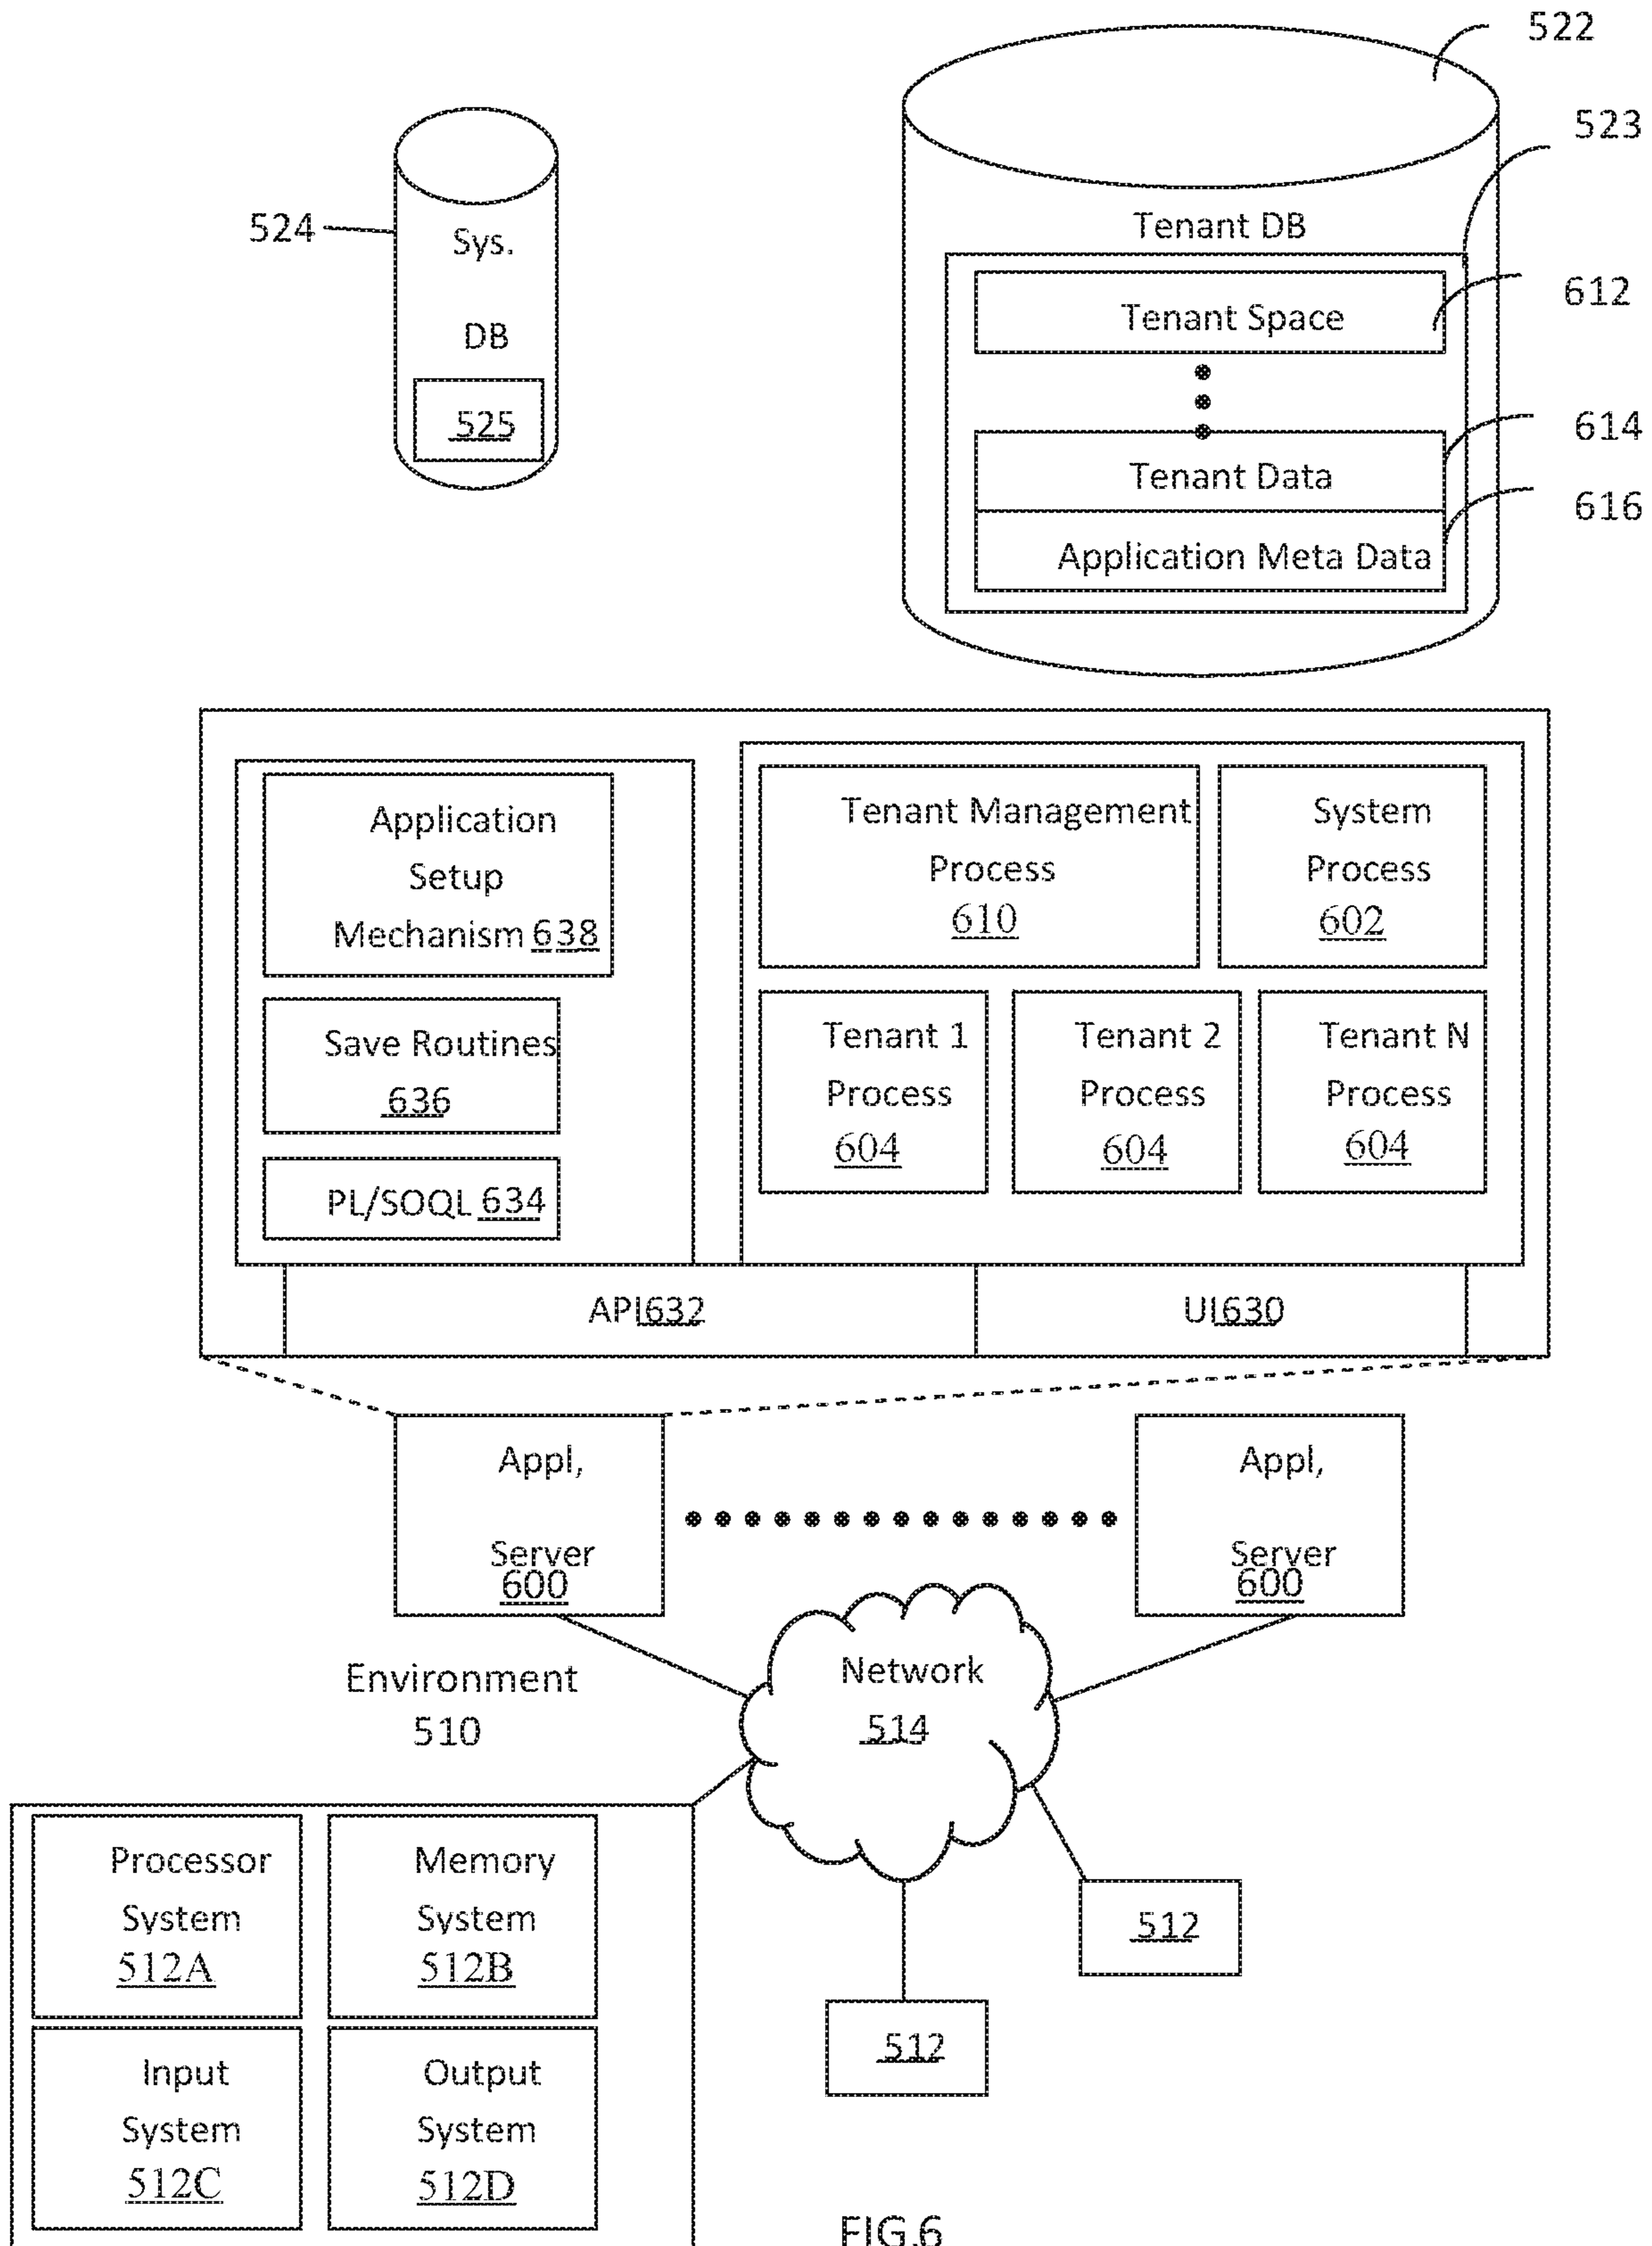 522
523
524
Sys.
DB
525
Tenant DB
Tenant Space
612
Tenant Data
614
Application Meta Data
616
Application
Setup
Mechanism 638
Save Routines
636
PL/SOQL 634
Tenant Management
Process
610
System
Process
602
Tenant 1
Process
604
Tenant 2
Process
604
Tenant N
Process
604
API632
UI630
Appl,
Server
600
Appl,
Server
600
Environment
510
Network
514
Processor
System
512A
Memory
System
512B
Input
System
512C
Output
System
512D
512
512
FIG.6